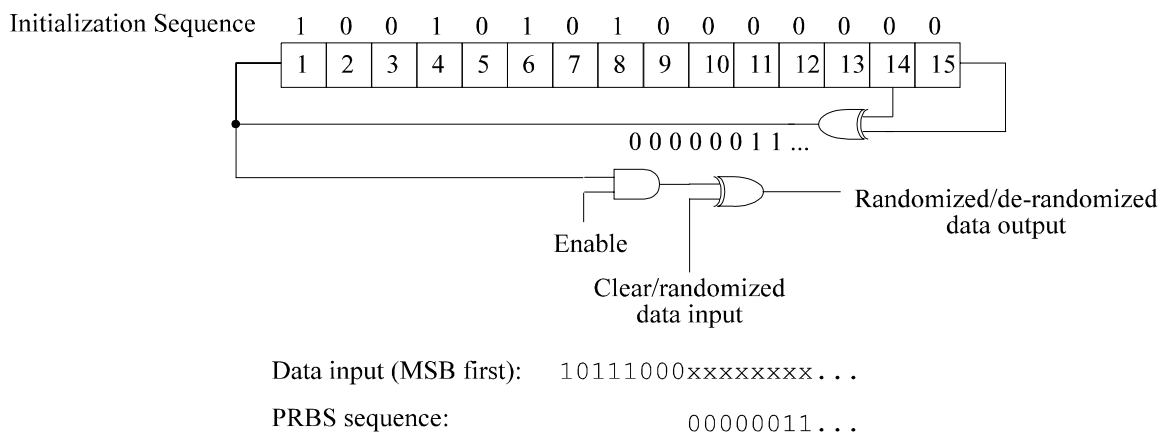 Initialization Sequence 1 0 0 1 0 1 0 1 0 0 0 0 0 0 0
1 2 3 4 5 6 7 8 9 10 11 12 13 14 15
0 0 0 0 0 0 1 1 ...
Enable
Randomized/de-randomized
data output
Clear/randomized
data input
Data input (MSB first): 10111000xxxxxxxx...
PRBS sequence: 00000011...